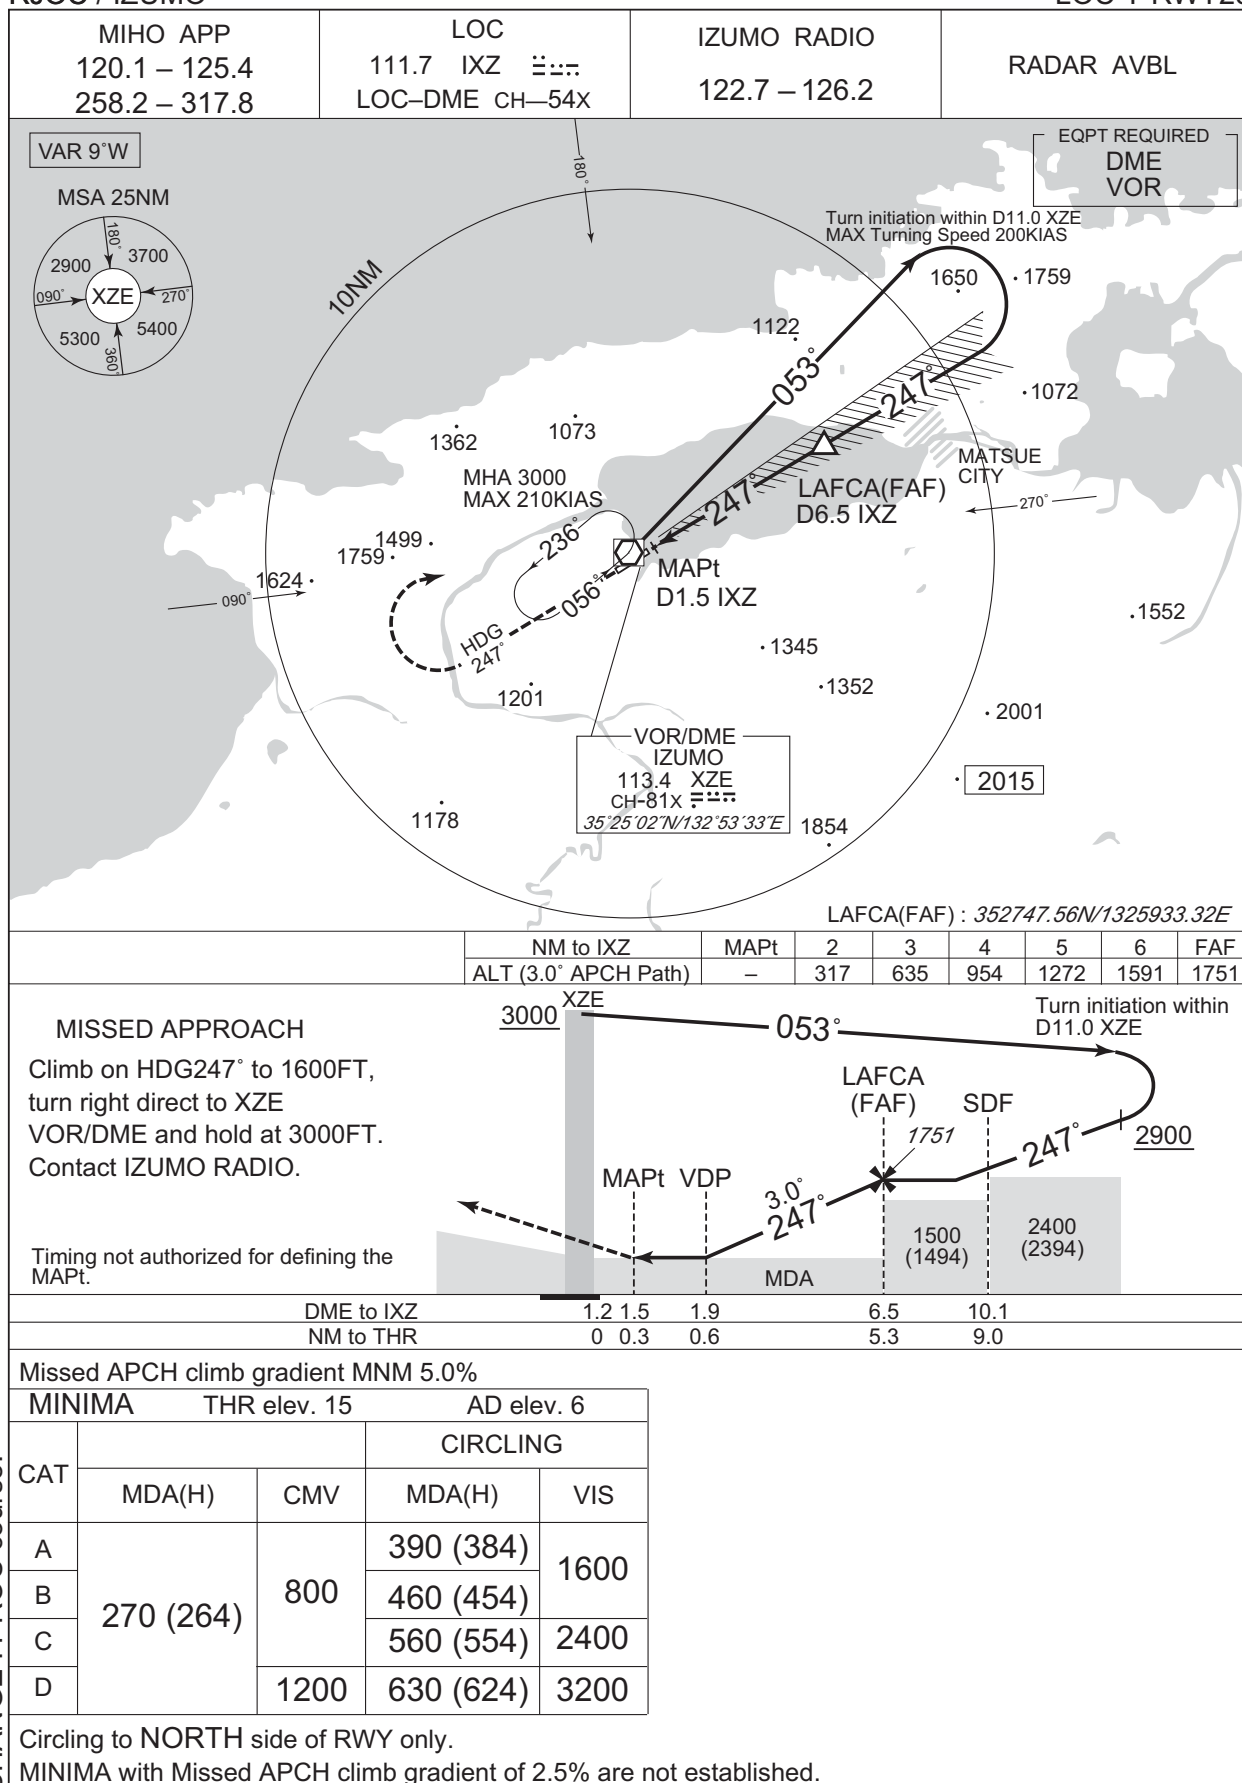 MIHO APP
120.1 – 125.4
258.2 – 317.8
LOC
111.7 IXZ
LOC–DME CH—54X
IZUMO RADIO
122.7 – 126.2
RADAR AVBL
VAR 9°W
MSA 25NM
180°
2900
3700
090°
XZE
270°
5300
5400
360°
EQPT REQUIRED
DME
VOR
180°
10NM
Turn initiation within D11.0 XZE
MAX Turning Speed 200KIAS
1650
1759
1122
053°
247°
1072
1362
1073
MHA 3000
MAX 210KIAS
MATSUE
CITY
LAFCA(FAF)
D6.5 IXZ
247°
270°
236°
1499
1759
1624
090°
056°
MAPt
D1.5 IXZ
HDG
247°
1552
1345
1352
1201
2001
VOR/DME
IZUMO
113.4 XZE
CH-81X
35°25′02″N/132°53′33″E
2015
1178
1854
LAFCA(FAF) : 352747.56N/1325933.32E
NM to IXZ MAPt 2 3 4 5 6 FAF
ALT (3.0° APCH Path) – 317 635 954 1272 1591 1751
MISSED APPROACH
Climb on HDG247° to 1600FT,
turn right direct to XZE
VOR/DME and hold at 3000FT.
Contact IZUMO RADIO.
Timing not authorized for defining the
MAPt.
XZE
3000
053°
Turn initiation within
D11.0 XZE
LAFCA
(FAF)
SDF
1751
247°
2900
MAPt VDP
3.0°
247°
1500
(1494)
2400
(2394)
MDA
DME to IXZ 1.2 1.5 1.9 6.5 10.1
NM to THR 0 0.3 0.6 5.3 9.0
Missed APCH climb gradient MNM 5.0%
MINIMA THR elev. 15 AD elev. 6
CAT
CIRCLING
MDA(H) CMV MDA(H) VIS
A 390 (384)
1600
B 460 (454)
270 (264) 800
C 560 (554) 2400
D 1200 630 (624) 3200
Circling to NORTH side of RWY only.
MINIMA with Missed APCH climb gradient of 2.5% are not established.